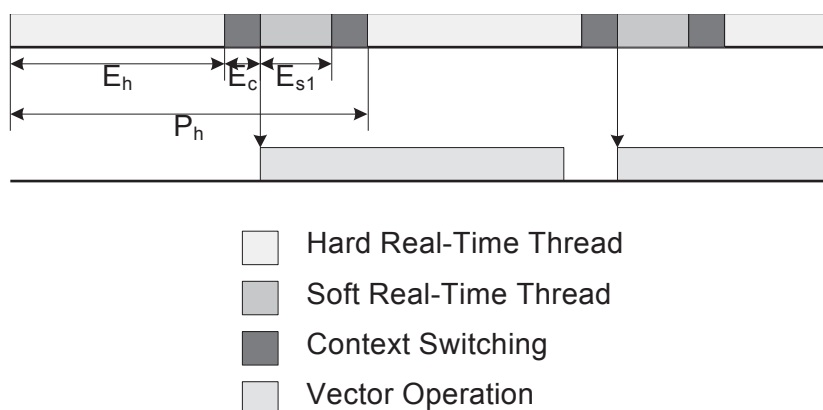 E_h E_c E_s1
P_h
Hard Real-Time Thread
Soft Real-Time Thread
Context Switching
Vector Operation